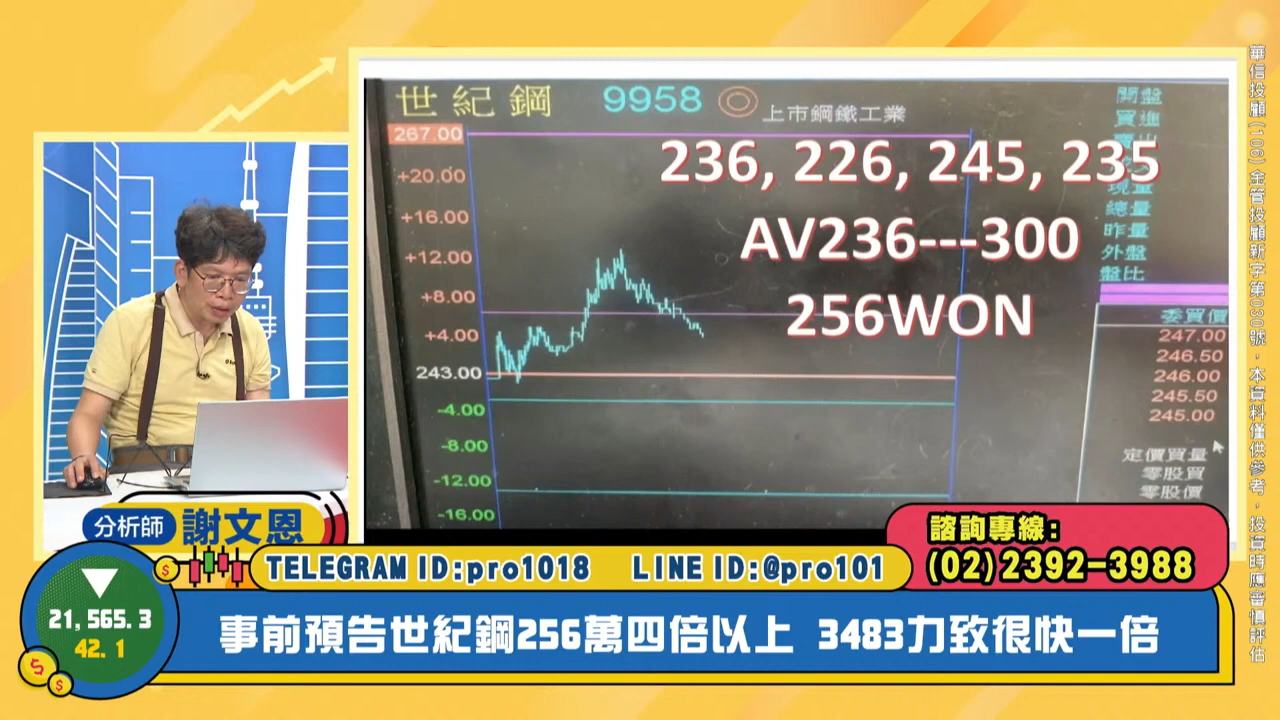 世紀鋼 9958 ◎ 上市鋼鐵工業
267.00
+20.00
+16.00
+12.00
+8.00
+4.00
243.00
-4.00
-8.00
-12.00
-16.00
236, 226, 245, 235
AV236---300
256WON
開盤
買進
賣出
現量
總量
昨量
外盤
盤比
委買價
247.00
246.50
246.00
245.50
245.00
定價買量
零股買
零股價
華信投顧(106)金管投顧新字第030號,本資料僅供參考,投資時應審慎評估
分析師 謝文恩
TELEGRAM ID:pro1018 LINE ID:@pro101
諮詢專線:
(02)2392-3988
21,565.3
42.1
事前預告世紀鋼256萬四倍以上 3483力致很快一倍